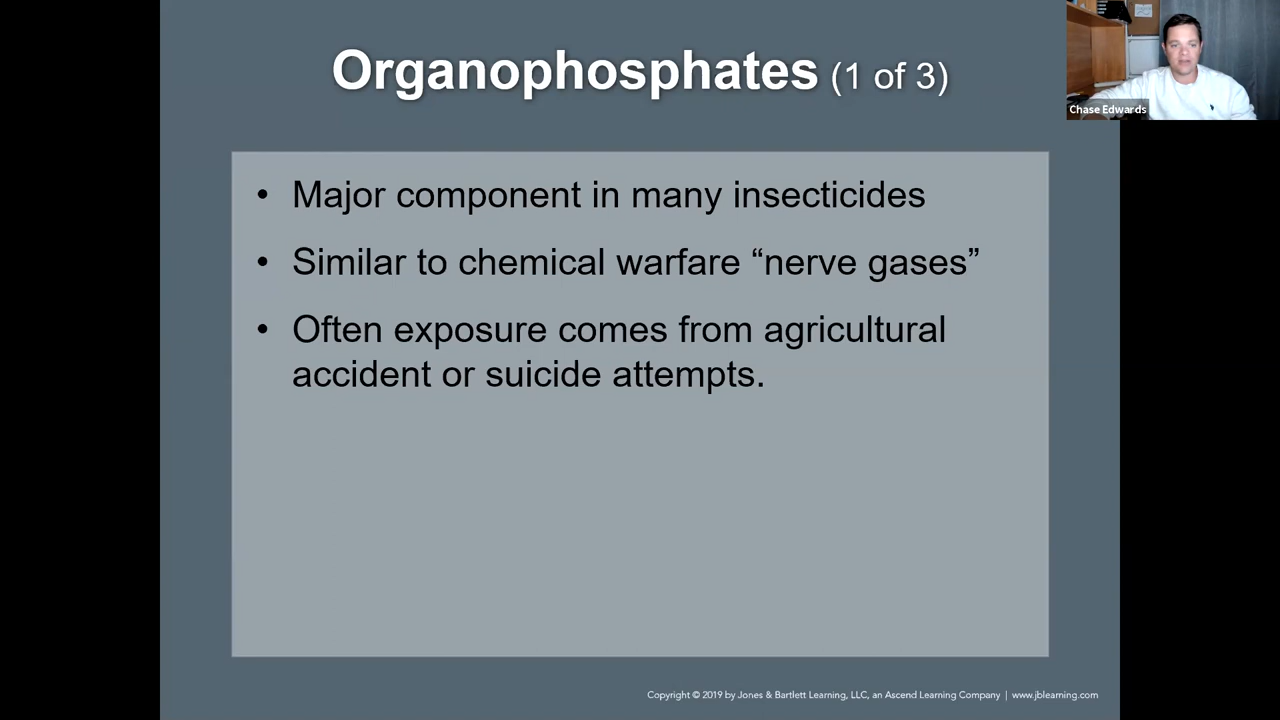 Organophosphates (1 of 3)
Chase Edwards
• Major component in many insecticides
• Similar to chemical warfare “nerve gases”
• Often exposure comes from agricultural
accident or suicide attempts.
Copyright © 2019 by Jones & Bartlett Learning, LLC, an Ascend Learning Company | www.jblearning.com